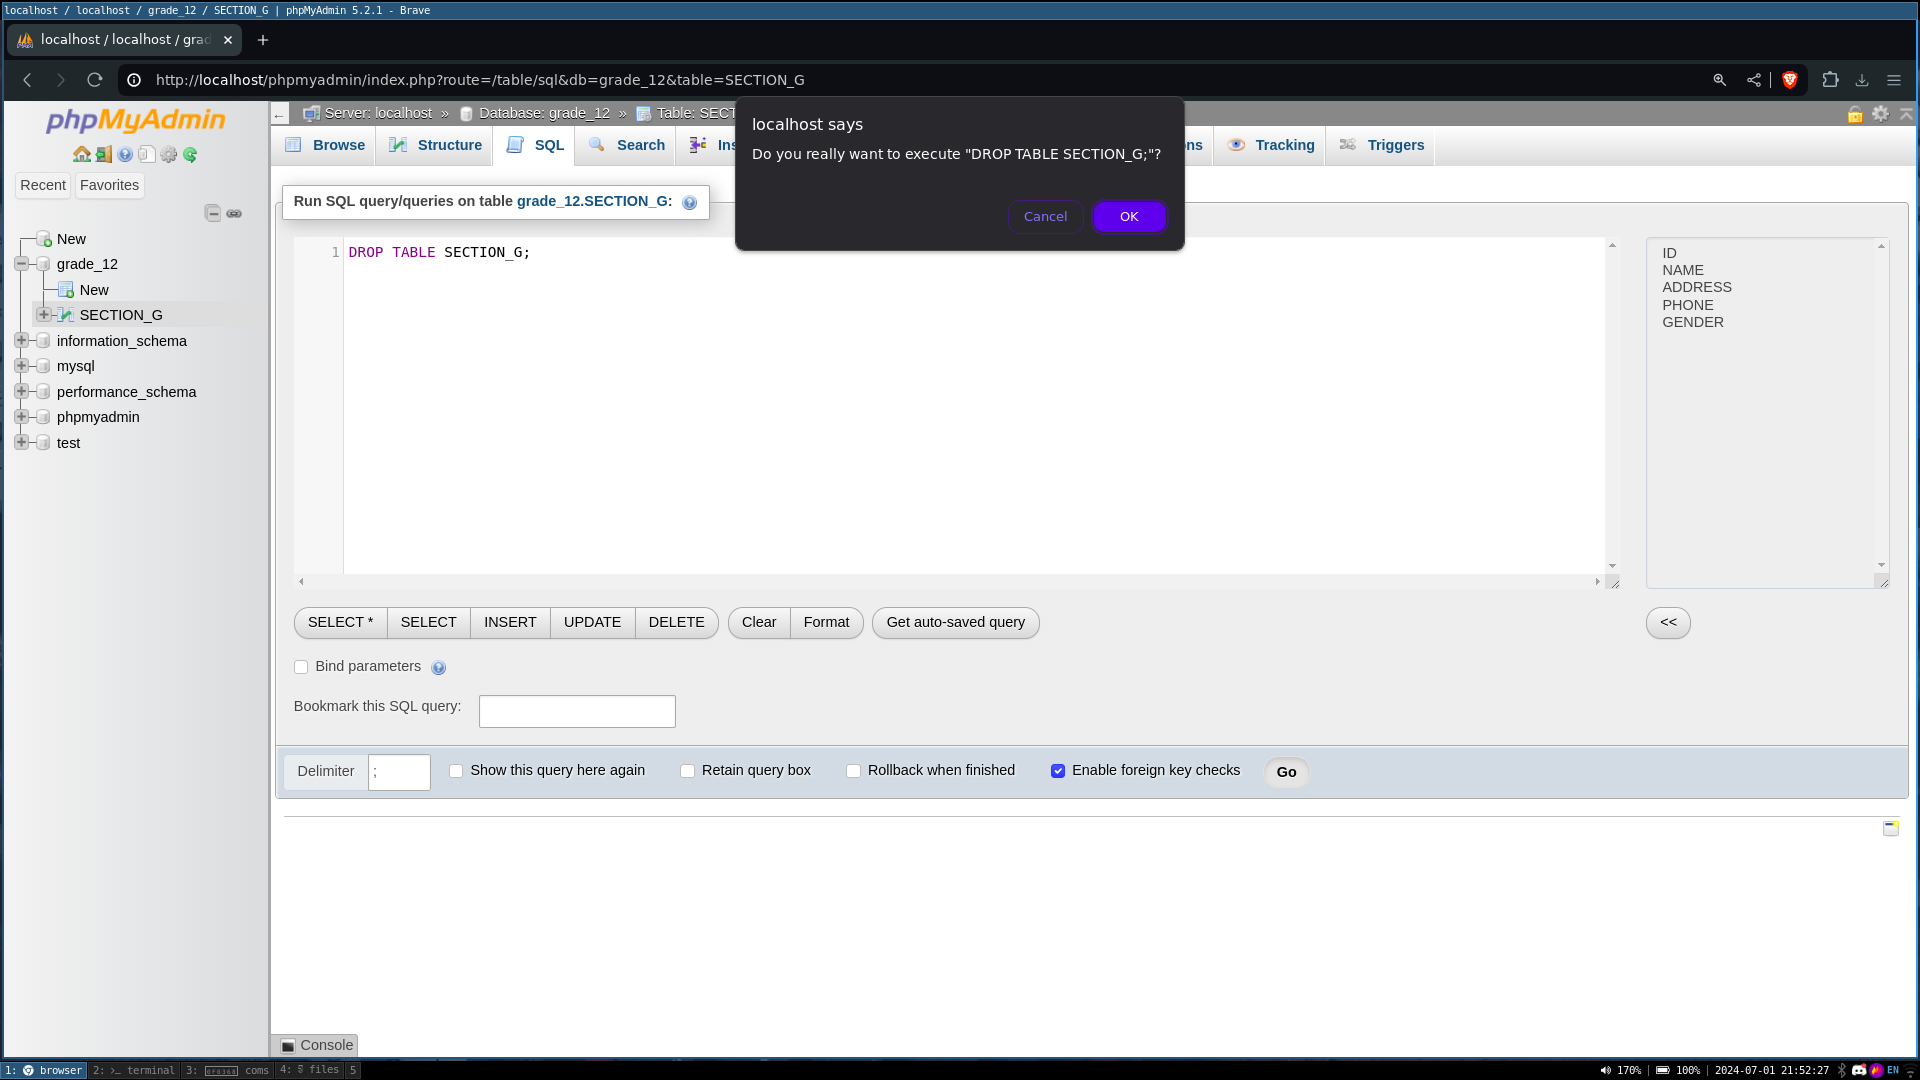 localhost / localhost / grade_12 / SECTION_G | phpMyAdmin 5.2.1 - Brave
localhost / localhost / grad
http://localhost/phpmyadmin/index.php?route=/table/sql&db=grade_12&table=SECTION_G
phpMyAdmin
Recent Favorites
New
grade_12
New
SECTION_G
information_schema
mysql
performance_schema
phpmyadmin
test
Server: localhost » Database: grade_12 » Table: SECT
Browse Structure SQL Search Ins ons Tracking Triggers
localhost says
Do you really want to execute "DROP TABLE SECTION_G;"?
Cancel OK
Run SQL query/queries on table grade_12.SECTION_G:
1 DROP TABLE SECTION_G;
ID
NAME
ADDRESS
PHONE
GENDER
SELECT * SELECT INSERT UPDATE DELETE Clear Format Get auto-saved query <<
Bind parameters
Bookmark this SQL query:
Delimiter ; Show this query here again Retain query box Rollback when finished Enable foreign key checks Go
Console
1: browser 2: >_ terminal 3: coms 4: files 5 170% 100% 2024-07-01 21:52:27 EN